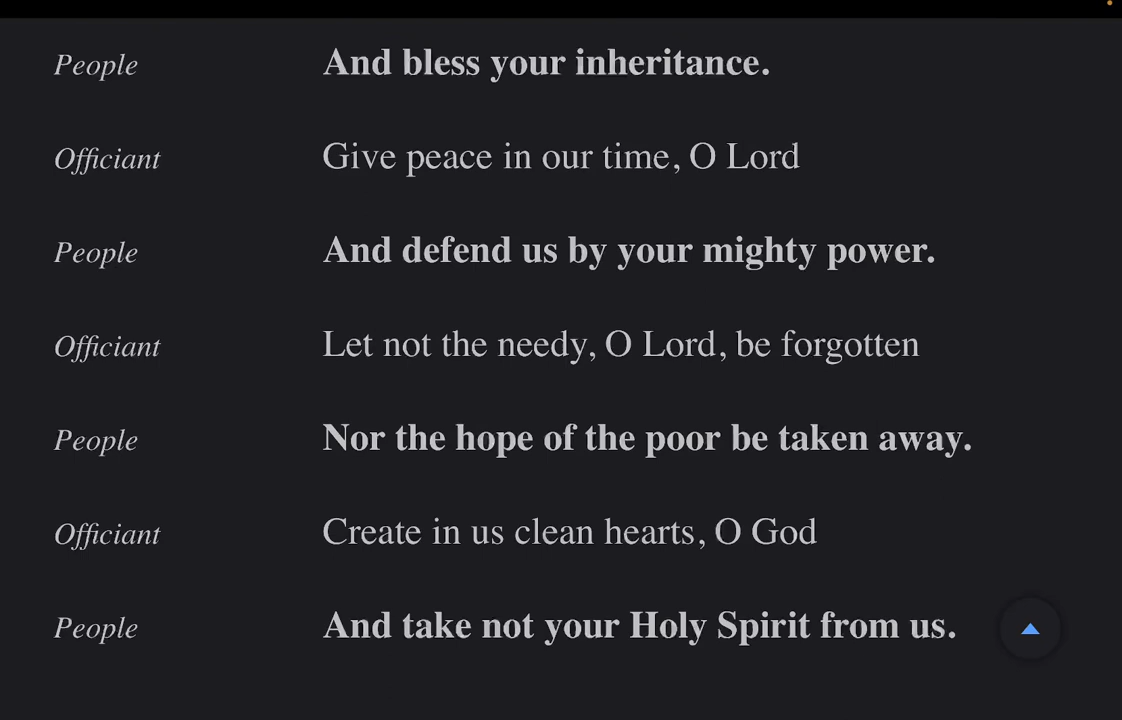 People And bless your inheritance.
Officiant Give peace in our time, O Lord
People And defend us by your mighty power.
Officiant Let not the needy, O Lord, be forgotten
People Nor the hope of the poor be taken away.
Officiant Create in us clean hearts, O God
People And take not your Holy Spirit from us.